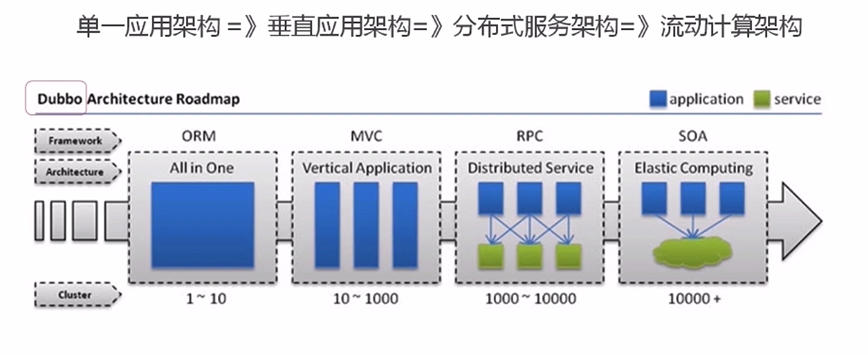 单一应用架构 =》垂直应用架构=》分布式服务架构=》流动计算架构
Dubbo Architecture Roadmap
application service
Framework
ORM MVC RPC SOA
Architecture
All in One Vertical Application Distributed Service Elastic Computing
Cluster
1 ~ 10 10 ~ 1000 1000 ~ 10000 10000 +